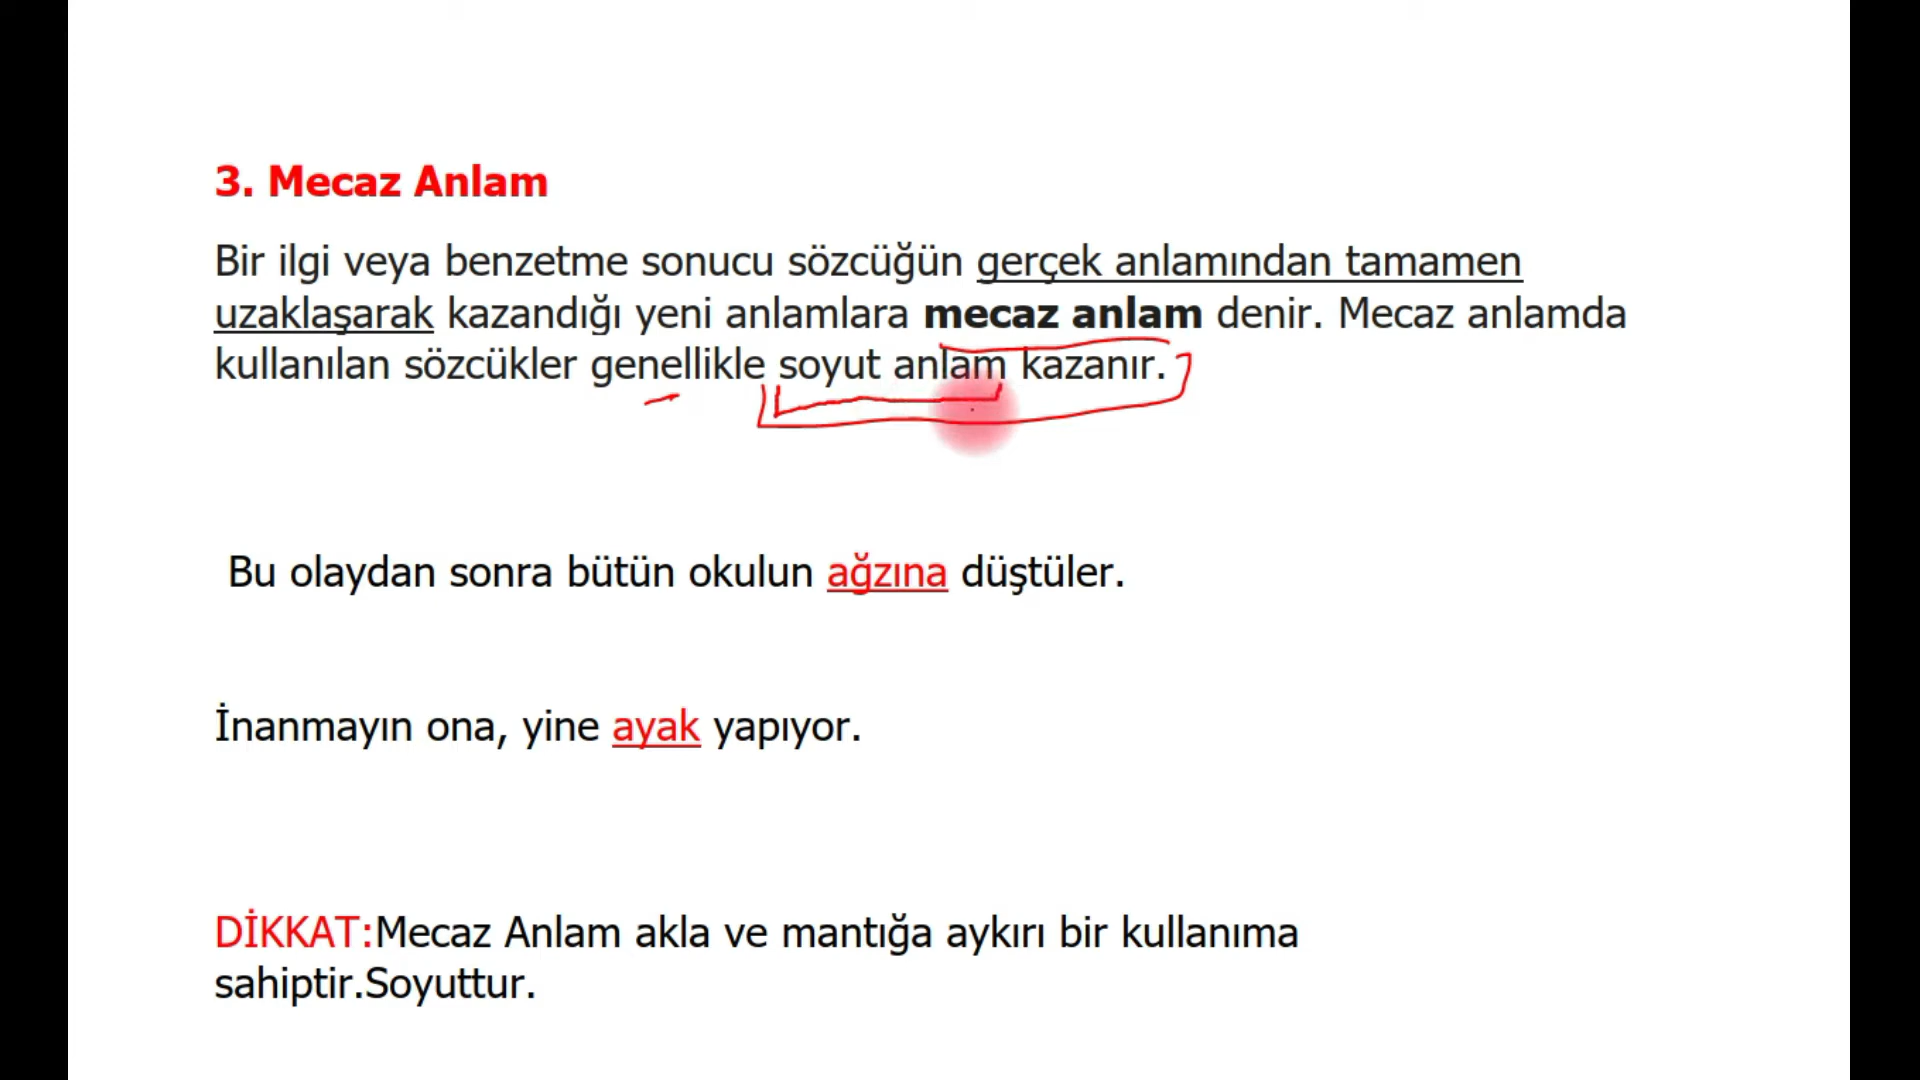 3. Mecaz Anlam
Bir ilgi veya benzetme sonucu sözcüğün gerçek anlamından tamamen
uzaklaşarak kazandığı yeni anlamlara mecaz anlam denir. Mecaz anlamda
kullanılan sözcükler genellikle soyut anlam kazanır.
Bu olaydan sonra bütün okulun ağzına düştüler.
İnanmayın ona, yine ayak yapıyor.
DİKKAT:Mecaz Anlam akla ve mantığa aykırı bir kullanıma
sahiptir.Soyuttur.